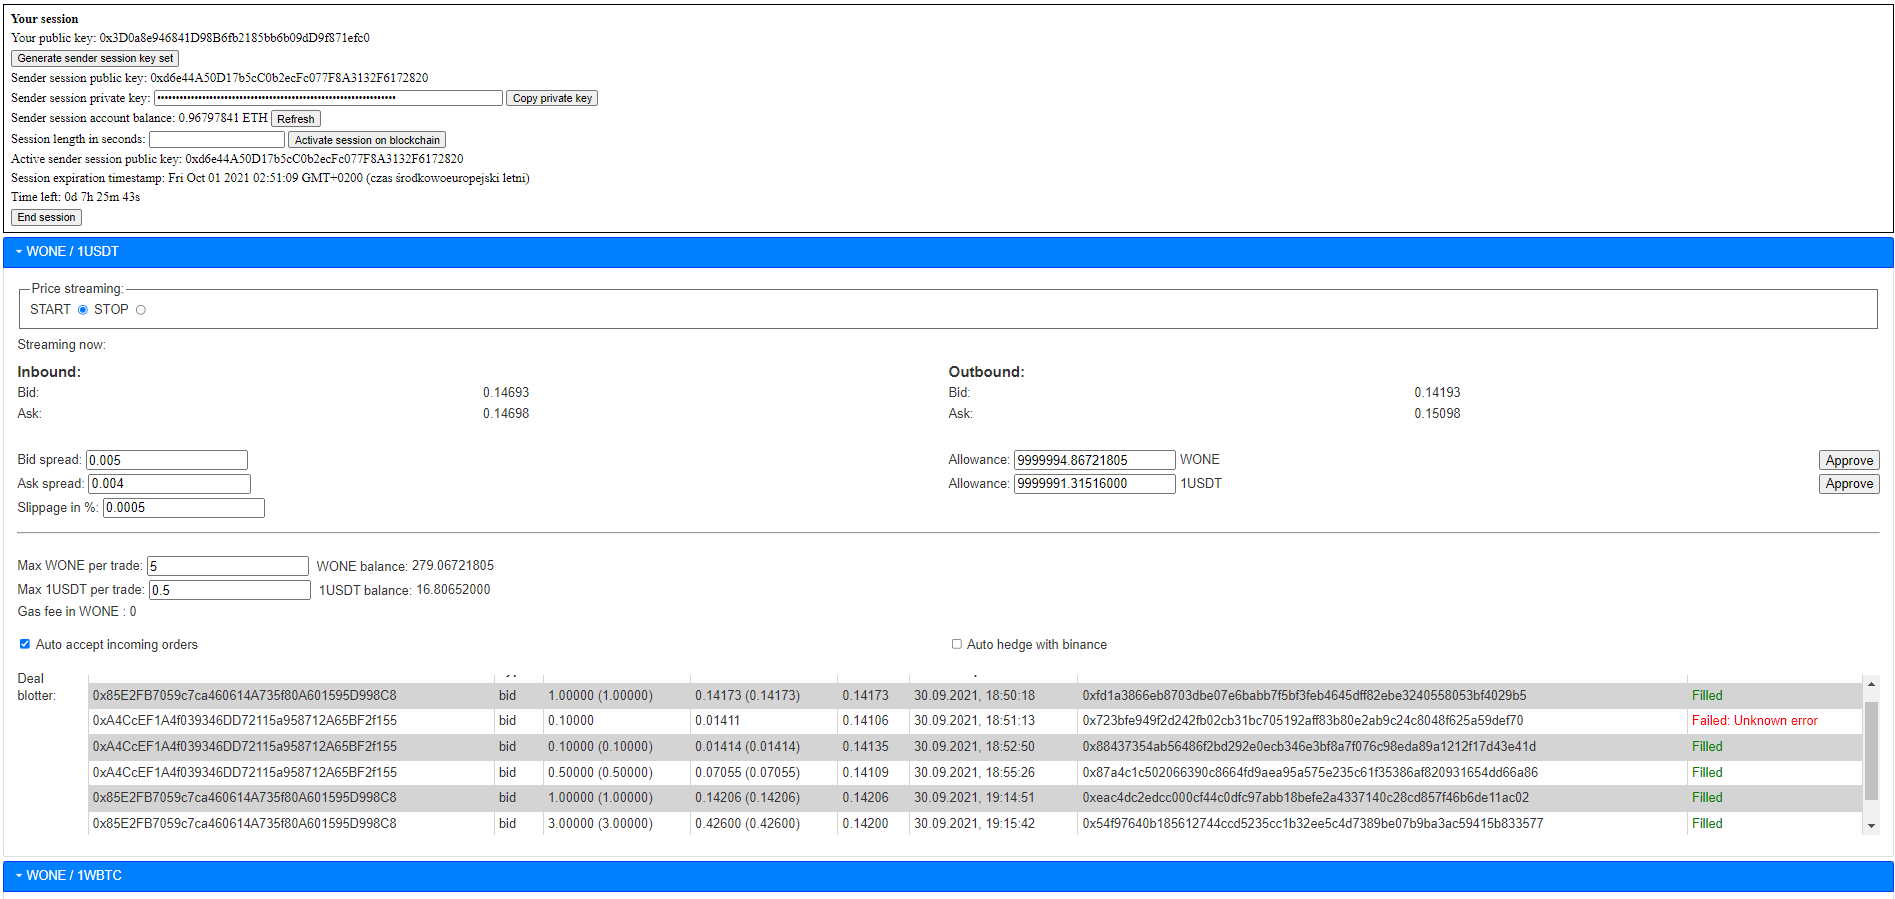 Your session
Your public key: 0x3D0a8e946841D98B6fb2185bb6b09dD9f871efc0
Generate sender session key set
Sender session public key: 0xd6e44A50D17b5cC0b2ecFc077F8A3132F6172820
Sender session private key: Copy private key
Sender session account balance: 0.96797841 ETH Refresh
Session length in seconds: Activate session on blockchain
Active sender session public key: 0xd6e44A50D17b5cC0b2ecFc077F8A3132F6172820
Session expiration timestamp: Fri Oct 01 2021 02:51:09 GMT+0200 (czas środkowoeuropejski letni)
Time left: 0d 7h 25m 43s
End session
WONE / 1USDT
Price streaming:
START STOP
Streaming now:
Inbound: Outbound:
Bid: 0.14693 Bid: 0.14193
Ask: 0.14698 Ask: 0.15098
Bid spread: 0.005 Allowance: 9999994.86721805 WONE Approve
Ask spread: 0.004 Allowance: 9999991.31516000 1USDT Approve
Slippage in %: 0.0005
Max WONE per trade: 5 WONE balance: 279.06721805
Max 1USDT per trade: 0.5 1USDT balance: 16.80652000
Gas fee in WONE : 0
Auto accept incoming orders Auto hedge with binance
Deal blotter:
0x85E2FB7059c7ca460614A735f80A601595D998C8 bid 1.00000 (1.00000) 0.14173 (0.14173) 0.14173 30.09.2021, 18:50:18 0xfd1a3866eb8703dbe07e6babb7f5bf3feb4645dff82ebe3240558053bf4029b5 Filled
0xA4CcEF1A4f039346DD72115a958712A65BF2f155 bid 0.10000 0.01411 0.14106 30.09.2021, 18:51:13 0x723bfe949f2d242fb02cb31bc705192aff83b80e2ab9c24c8048f625a59def70 Failed: Unknown error
0xA4CcEF1A4f039346DD72115a958712A65BF2f155 bid 0.10000 (0.10000) 0.01414 (0.01414) 0.14135 30.09.2021, 18:52:50 0x88437354ab56486f2bd292e0ecb346e3bf8a7f076c98eda89a1212f17d43e41d Filled
0xA4CcEF1A4f039346DD72115a958712A65BF2f155 bid 0.50000 (0.50000) 0.07055 (0.07055) 0.14109 30.09.2021, 18:55:26 0x87a4c1c502066390c8664fd9aea95a575e235c61f35386af820931654dd66a86 Filled
0x85E2FB7059c7ca460614A735f80A601595D998C8 bid 1.00000 (1.00000) 0.14206 (0.14206) 0.14206 30.09.2021, 19:14:51 0xeac4dc2edcc000cf44c0dfc97abb18befe2a4337140c28cd857f46b6de11ac02 Filled
0x85E2FB7059c7ca460614A735f80A601595D998C8 bid 3.00000 (3.00000) 0.42600 (0.42600) 0.14200 30.09.2021, 19:15:42 0x54f97640b185612744ccd5235cc1b32ee5c4d7389be07b9ba3ac59415b833577 Filled
WONE / 1WBTC